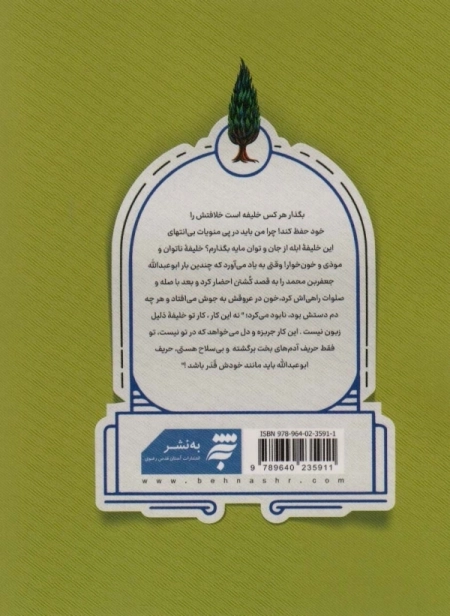 بگذار هر کس خلیفه است خلافتش را
خود حفظ کند! چرا من باید در پی منویات بی‌انتهای
این خلیفهٔ ابله از جان و توان مایه بگذارم؟ خلیفهٔ ناتوان و
موذی و خون‌خوار! وقتی به یاد می‌آورد که چندین بار ابوعبدالله
جعفربن محمد را به قصد کُشتن احضار کرد و بعد با صله و
صلوات راهی‌اش کرد، خون در عروقش به جوش می‌افتاد و هر چه
دم دستش بود، نابود می‌کرد؛" نه این کار، کار تو خلیفهٔ ذلیل
زبون نیست. این کار جربزه و دل می‌خواهد که در تو نیست، تو
فقط حریف آدم‌های بخت برگشته و بی‌سلاح هستی، حریف
ابوعبدالله باید مانند خودش قَدَر باشد!"
ISBN 978-964-02-3591-1
به‌نشر
انتشارات آستان قدس رضوی
9 789640 235911
www.behnashr.com